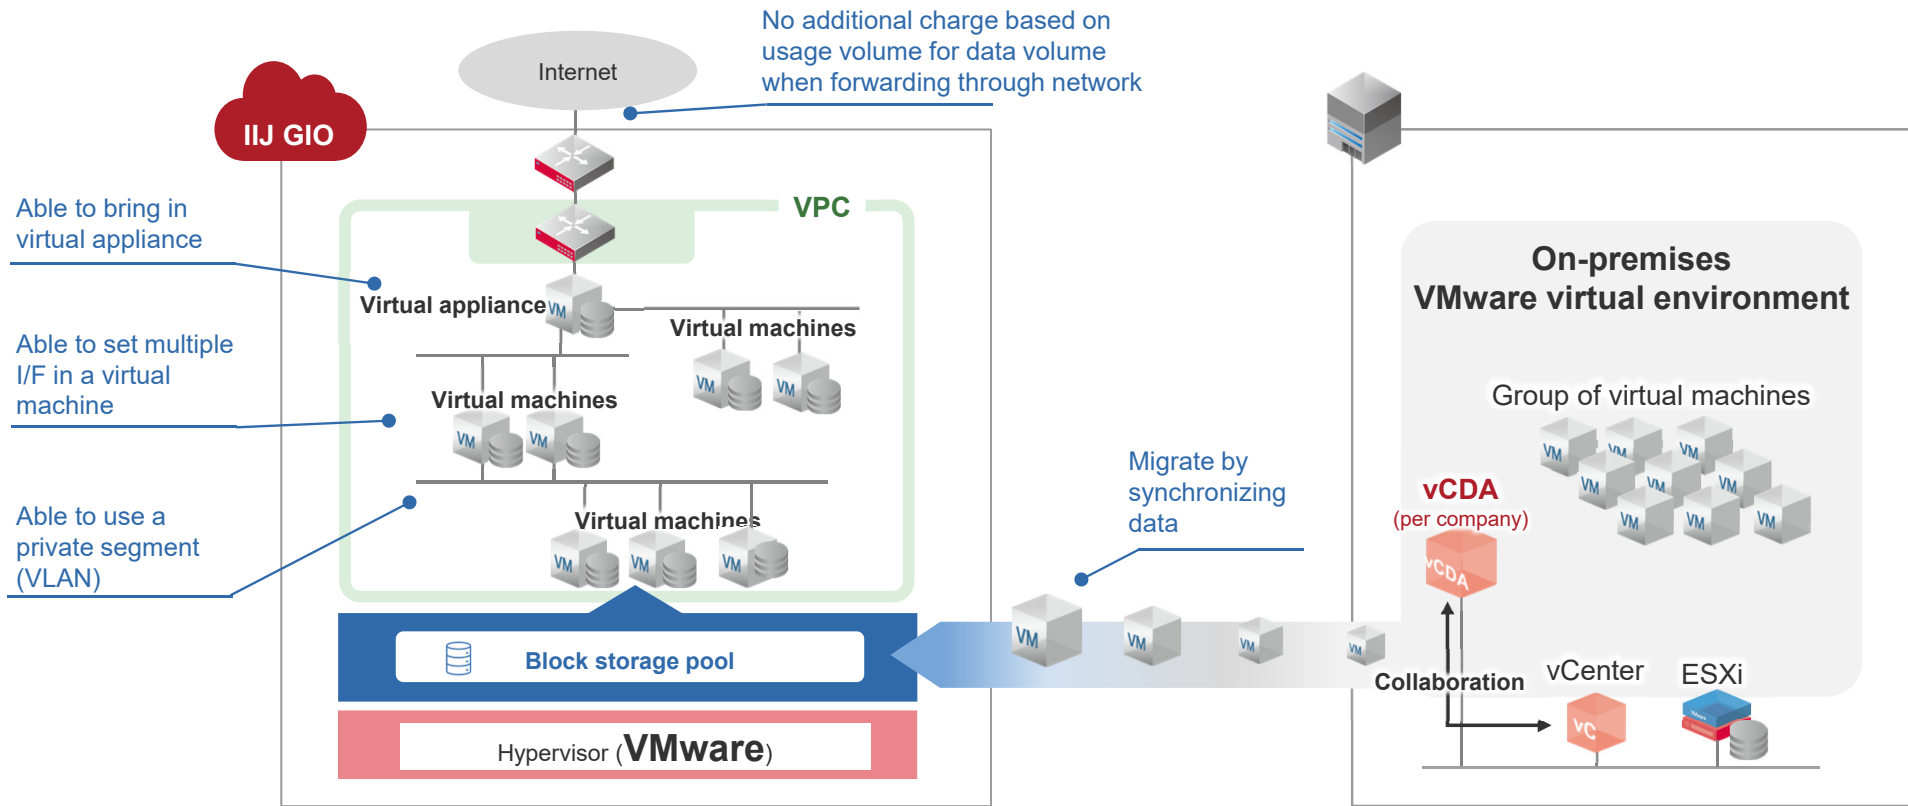 No additional charge based on
usage volume for data volume
when forwarding through network
Internet
IIJ GIO
VPC
Able to bring in
virtual appliance
Virtual appliance
VM
Virtual machines
VM
VM
Able to set multiple
I/F in a virtual
machine
Virtual machines
VM
VM
Able to use a
private segment
(VLAN)
Virtual machines
VM
VM
VM
Block storage pool
Hypervisor (VMware)
Migrate by
synchronizing
data
VM
VM
VM
VM
On-premises
VMware virtual environment
Group of virtual machines
VM
VM
VM
VM
VM
VM
VM
VM
VM
vCDA
(per company)
vCDA
Collaboration
vCenter
vC
ESXi
VMware